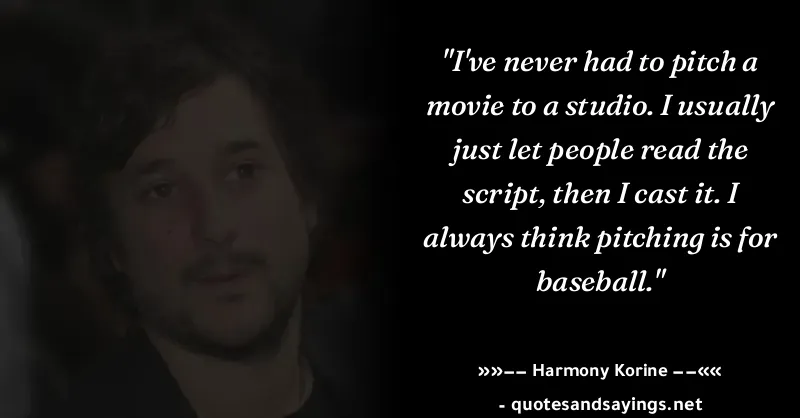 "I've never had to pitch a
movie to a studio. I usually
just let people read the
script, then I cast it. I
always think pitching is for
baseball."
»»−− Harmony Korine −−««
- quotesandsayings.net